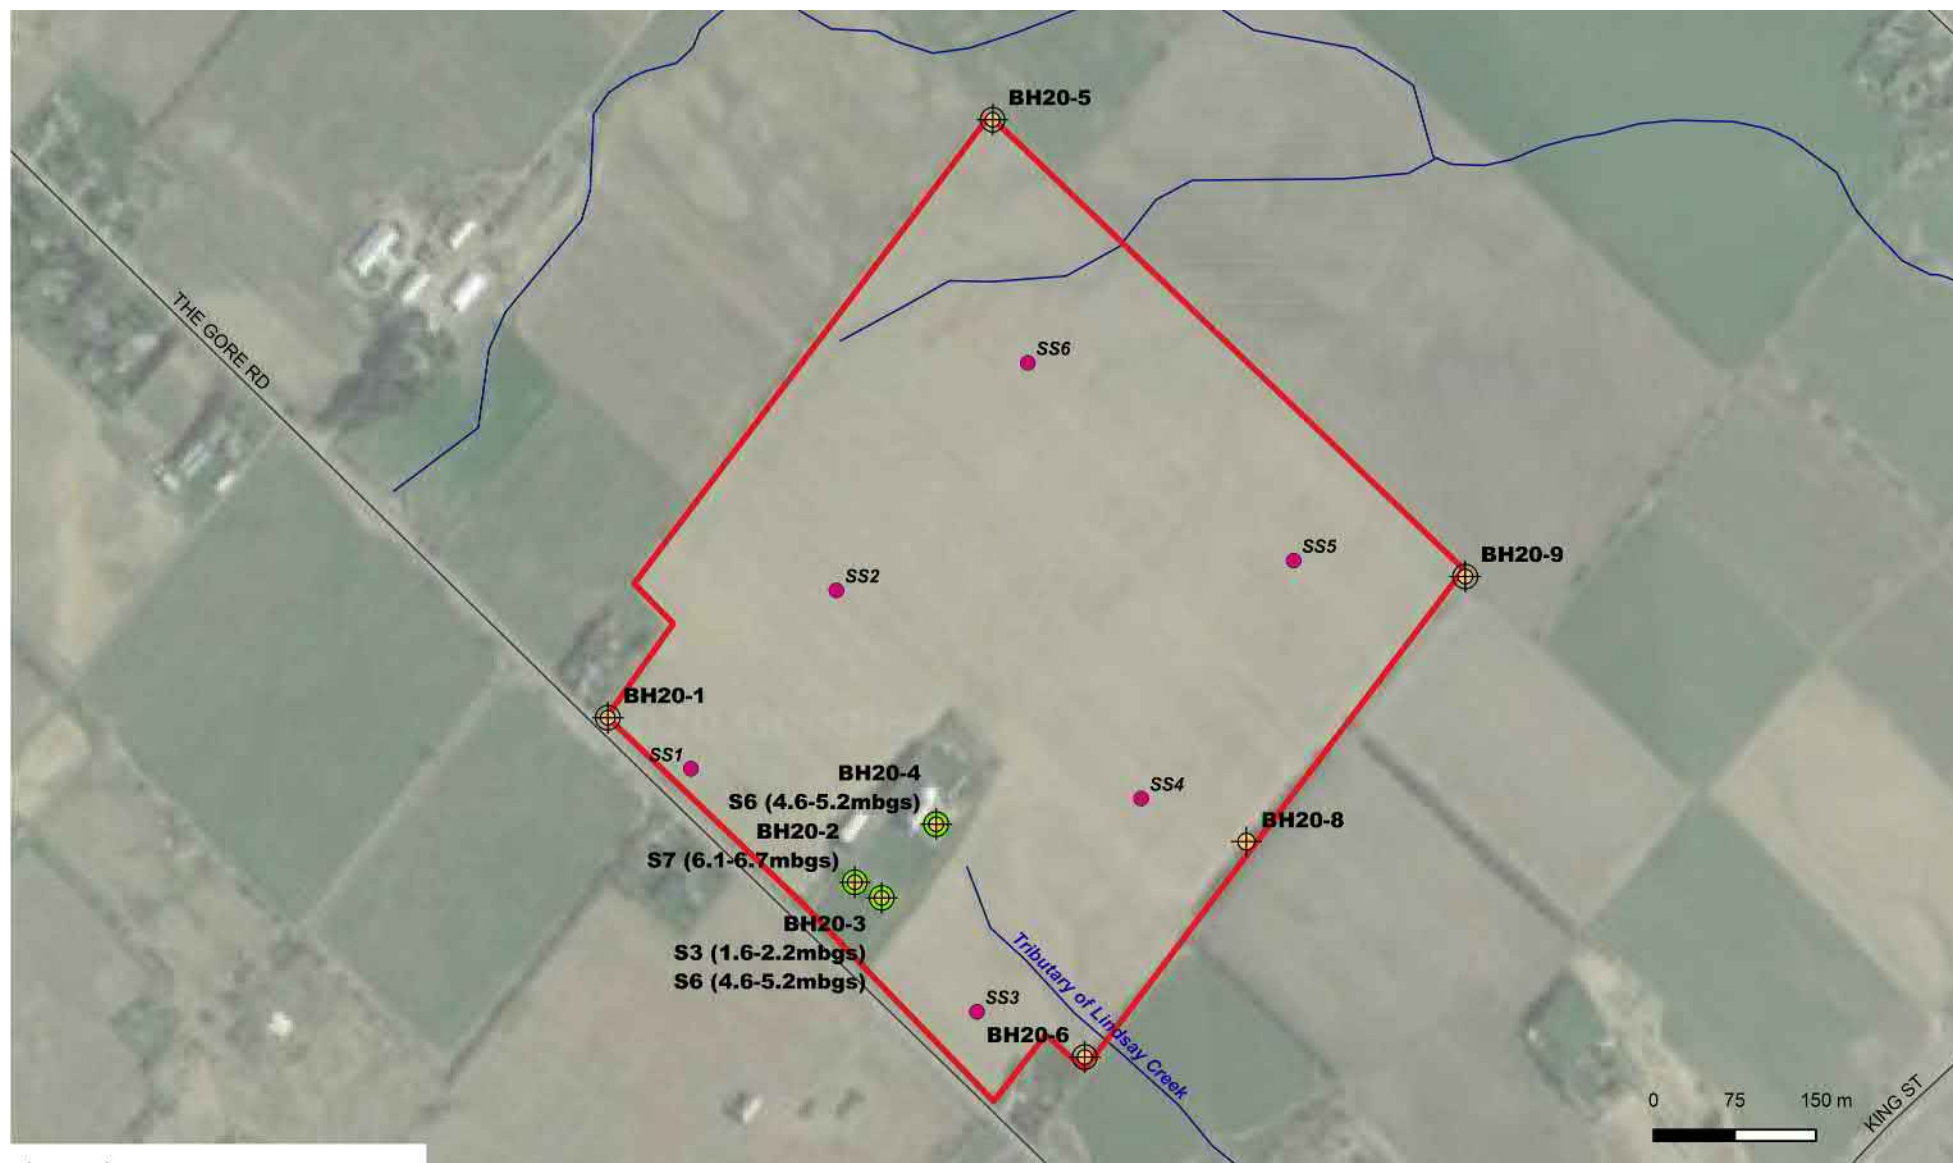 BH20-5
THE GORE RD
SS6
SS5
BH20-9
SS2
BH20-1
SS1
BH20-4
S6 (4.6-5.2mbgs)
SS4
BH20-2
S7 (6.1-6.7mbgs)
BH20-8
BH20-3
S3 (1.6-2.2mbgs)
S6 (4.6-5.2mbgs)
Tributary of Lindsay Creek
SS3
BH20-6
0 75 150 m
KING ST